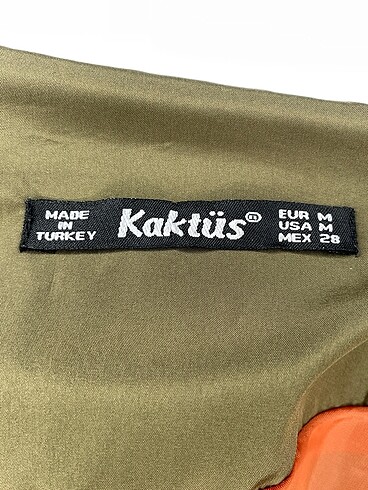 MADE
IN
TURKEY
Kaktüs
EUR M
USA M
MEX 28